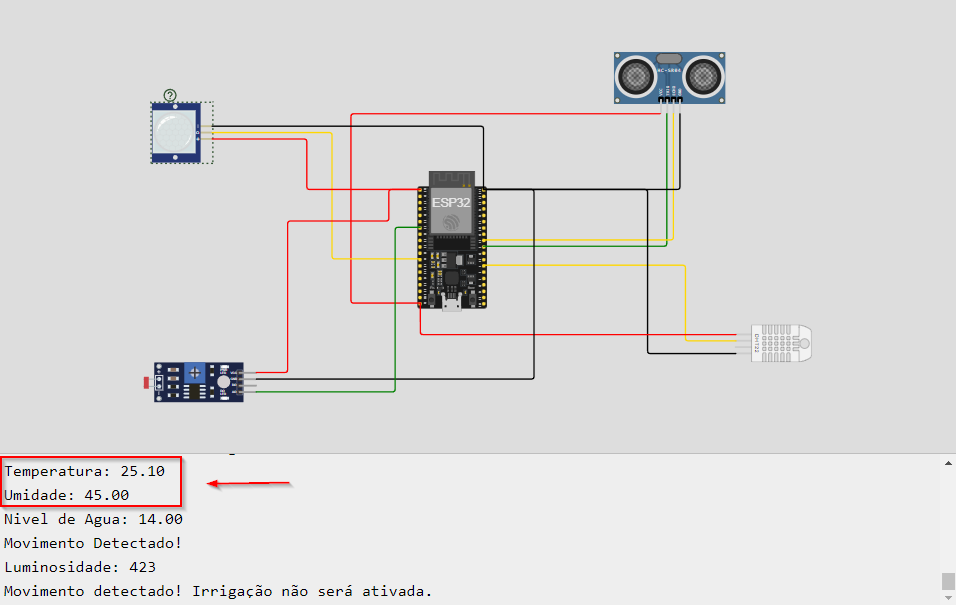 ?
HC-SR04
ESP32
DHT22
Temperatura: 25.10
Umidade: 45.00
Nivel de Agua: 14.00
Movimento Detectado!
Luminosidade: 423
Movimento detectado! Irrigação não será ativada.